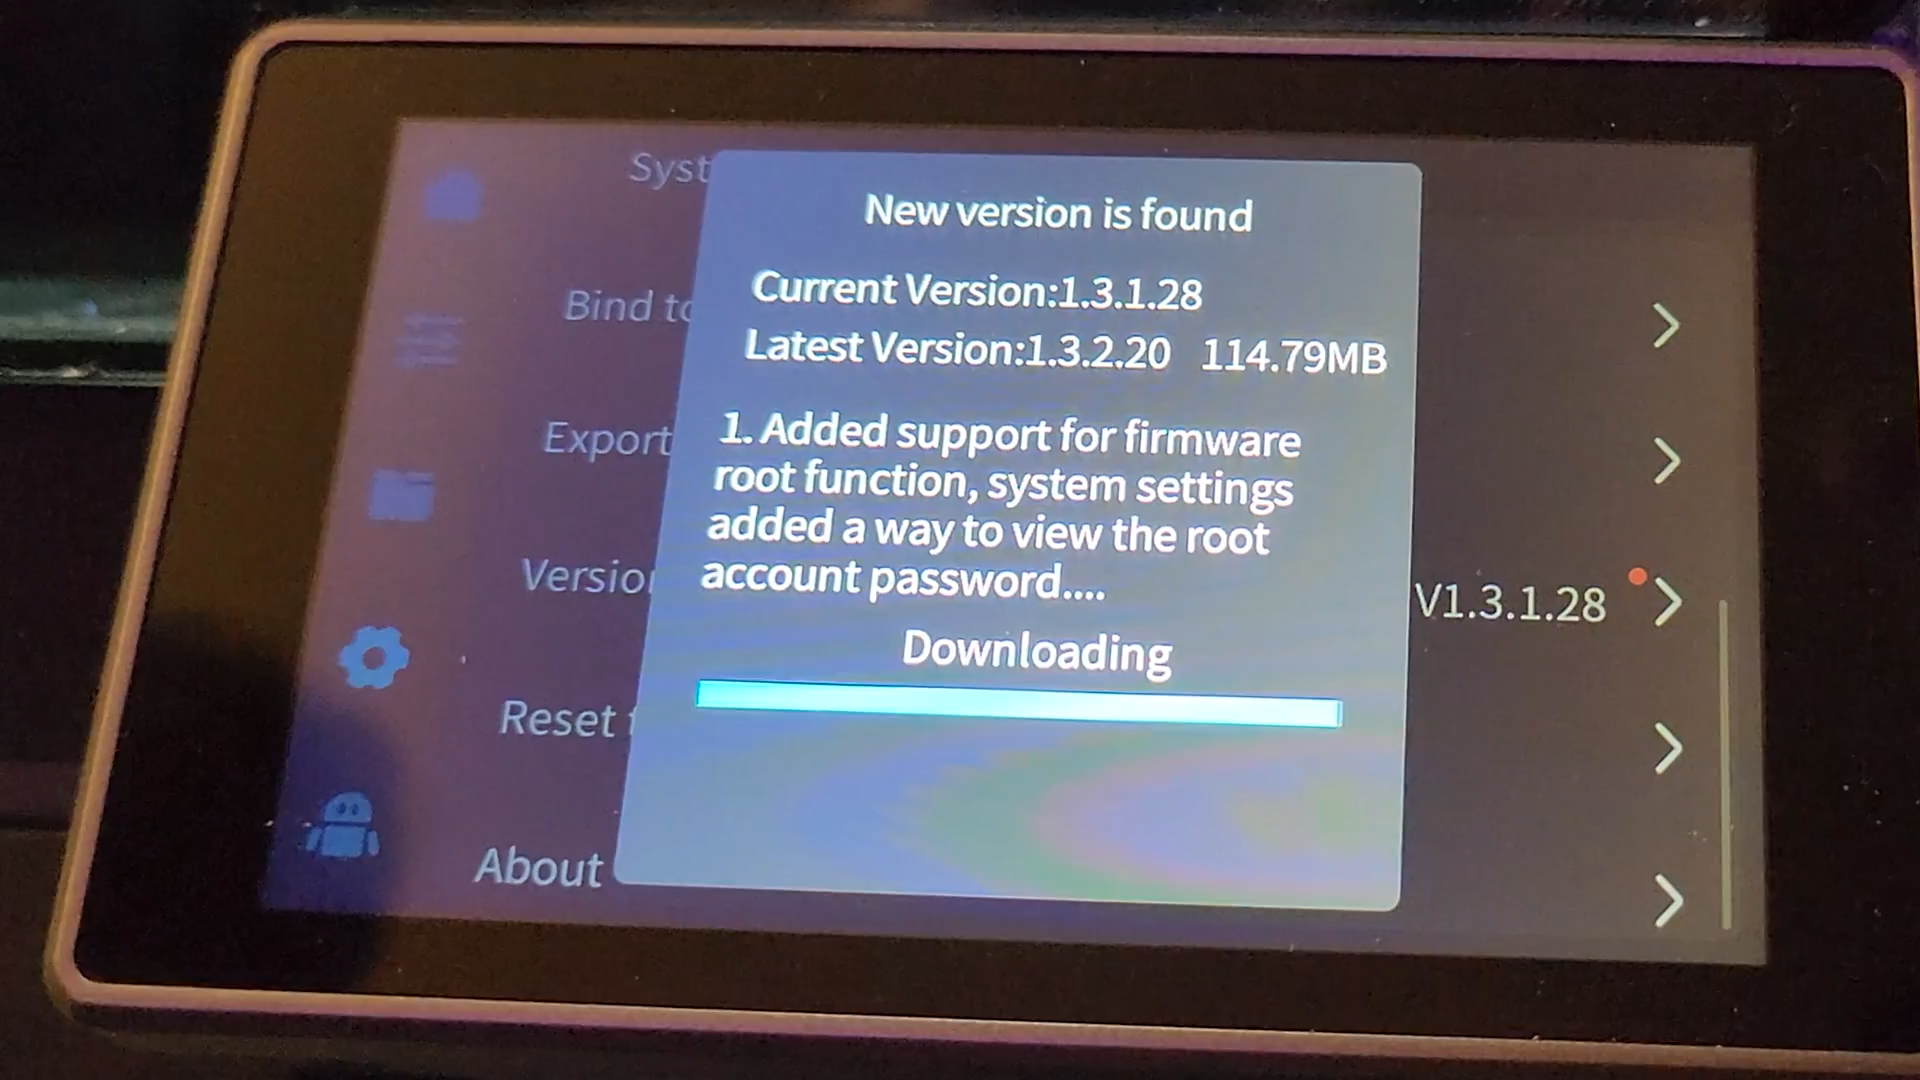 Syst
New version is found
Bind to
Current Version:1.3.1.28
Latest Version:1.3.2.20 114.79MB
Export
1. Added support for firmware
root function, system settings
added a way to view the root
account password....
Version
V1.3.1.28
Downloading
Reset
About